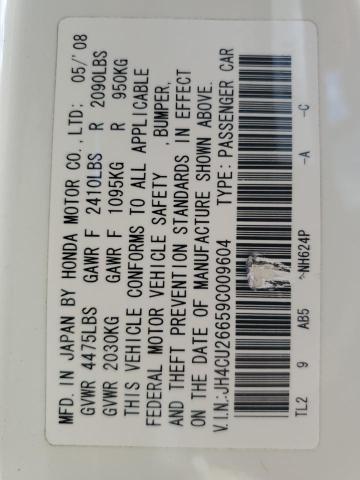 MFD. IN JAPAN BY HONDA MOTOR CO., LTD: 05/'08
GVWR 4475LBS GAWR F 2410LBS R 2090LBS
GVWR 2030KG GAWR F 1095KG R 950KG
THIS VEHICLE CONFORMS TO ALL APPLICABLE
FEDERAL MOTOR VEHICLE SAFETY , BUMPER,
AND THEFT PREVENTION STANDARDS IN EFFECT
ON THE DATE OF MANUFACTURE SHOWN ABOVE.
V.I.N.:JH4CU26659C009604 TYPE: PASSENGER CAR
^NH624P -A -C
TL2 9 AB5